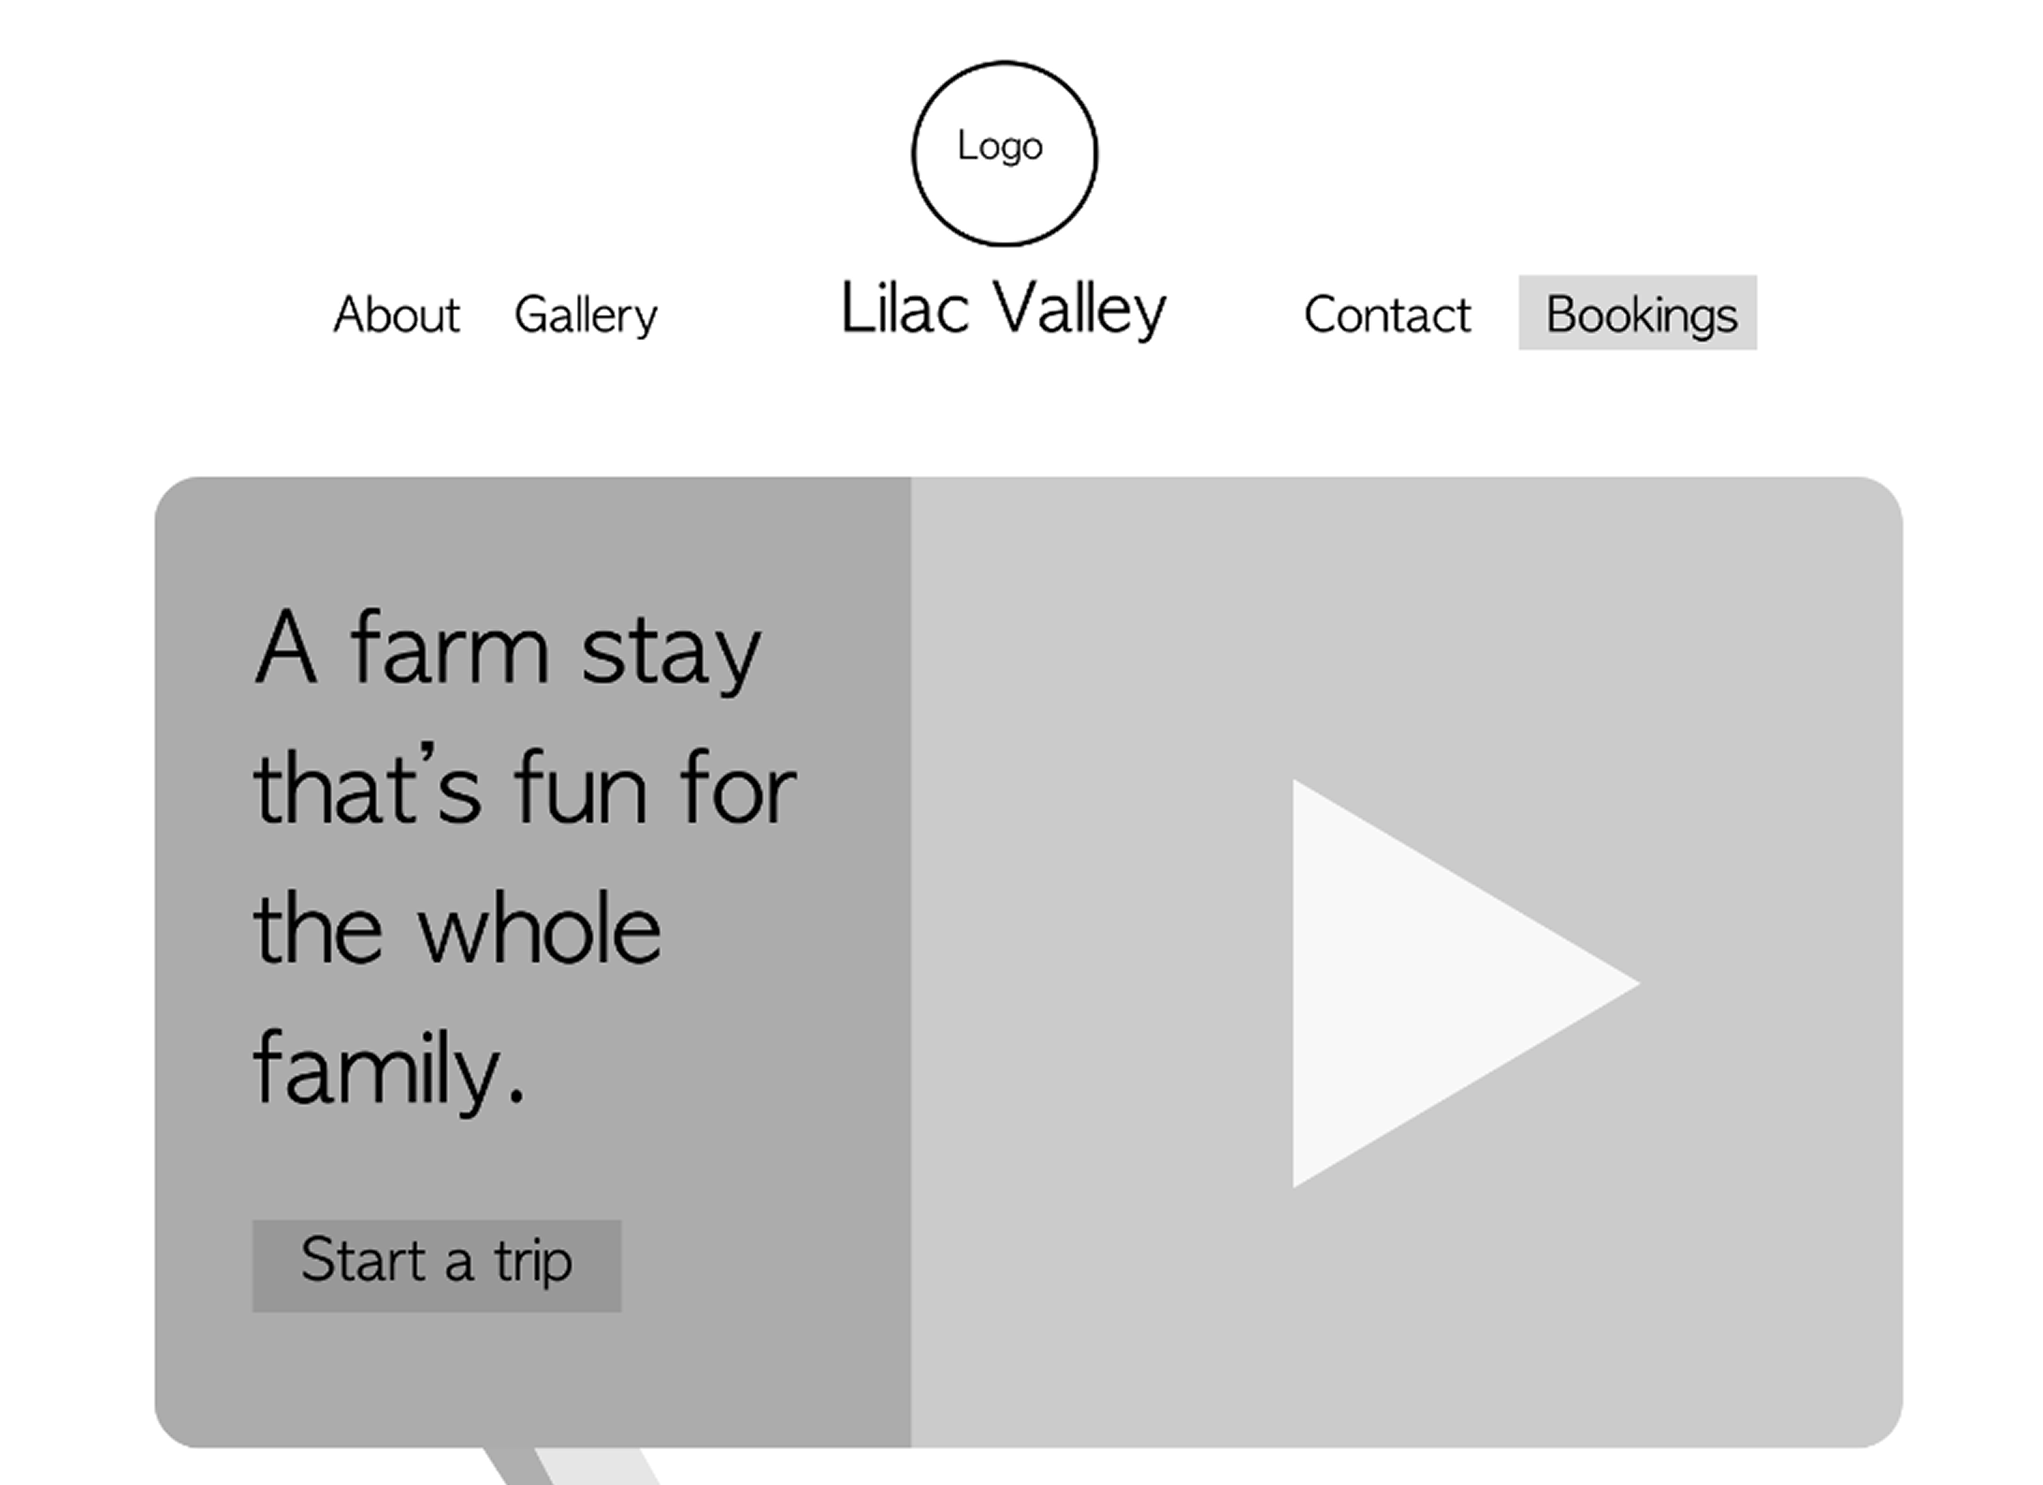 Logo
Lilac Valley
About
Gallery
Contact
Bookings
A farm stay
that’s fun for
the whole
family.
Start a trip